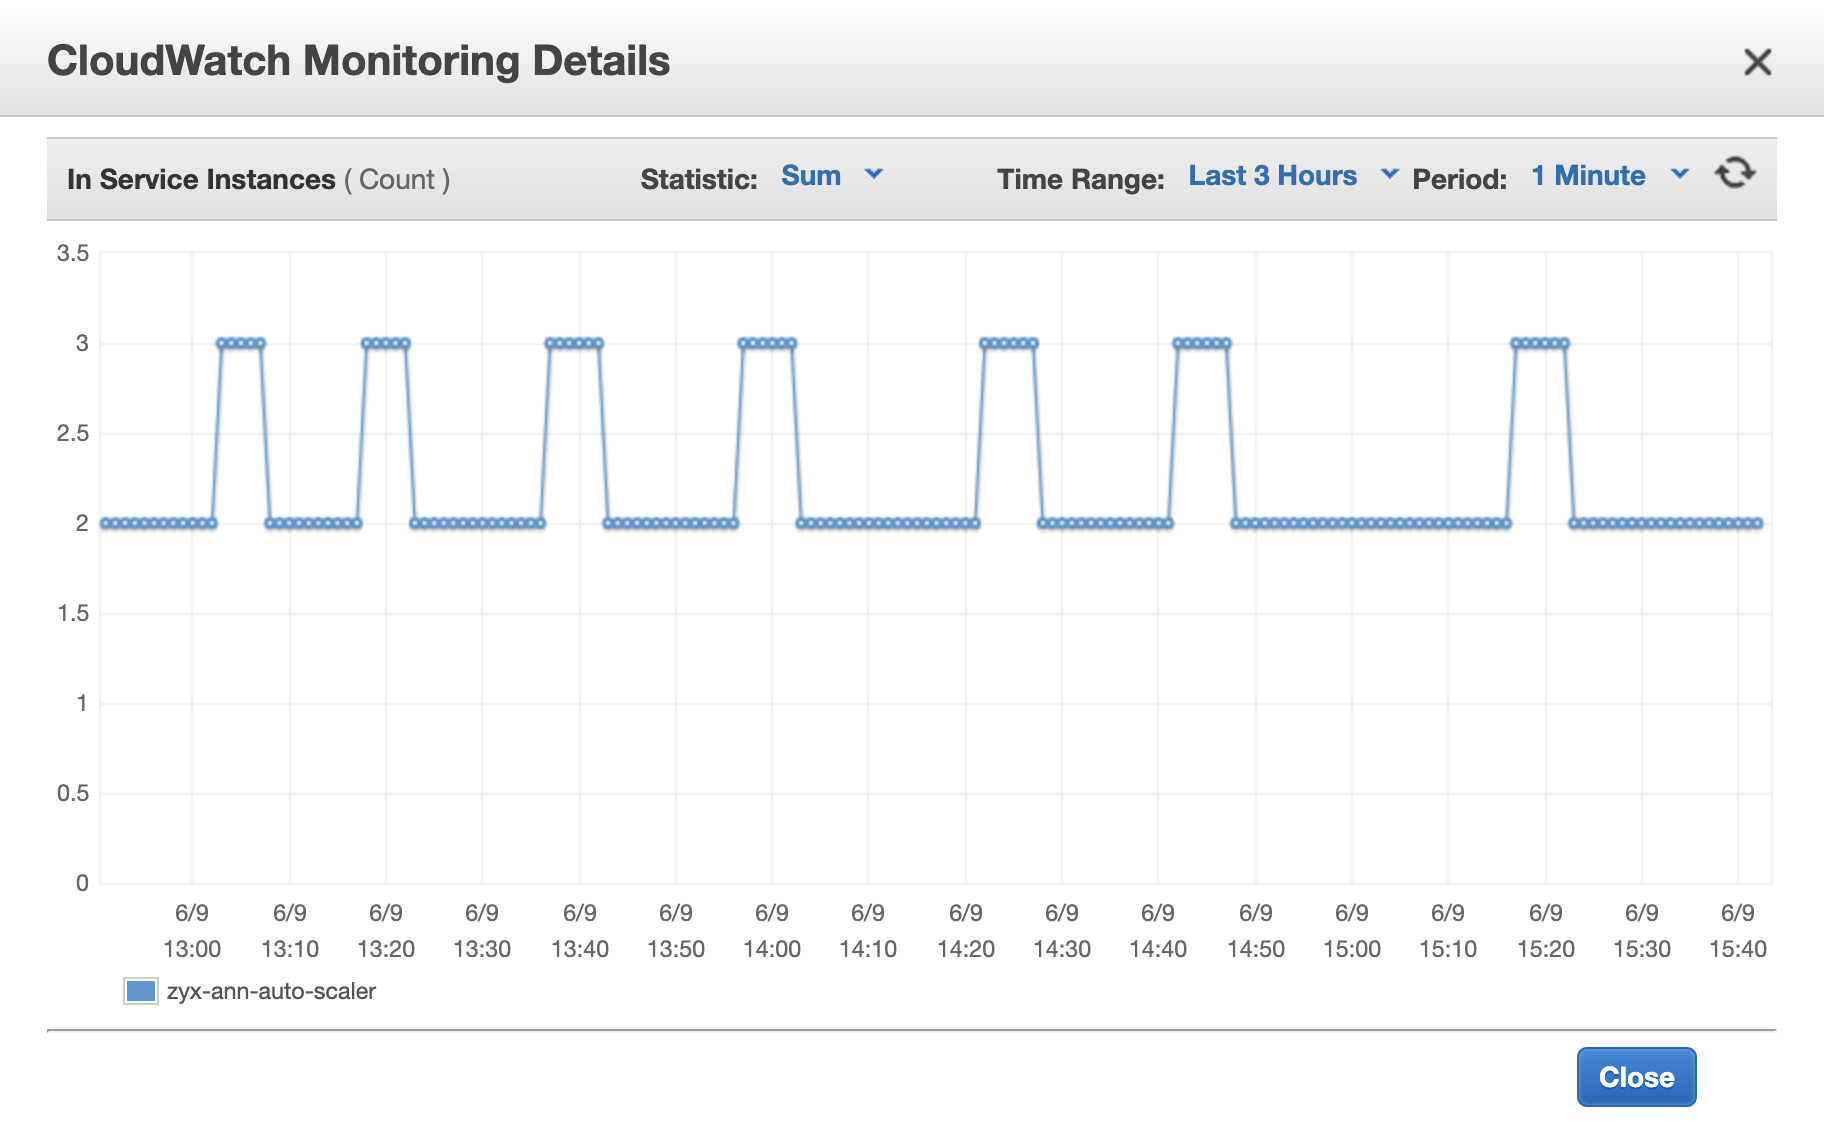 CloudWatch Monitoring Details
In Service Instances ( Count )
Statistic: Sum
Time Range: Last 3 Hours
Period: 1 Minute
3.5
3
2.5
2
1.5
1
0.5
0
6/9 6/9 6/9 6/9 6/9 6/9 6/9 6/9 6/9 6/9 6/9 6/9 6/9 6/9 6/9 6/9 6/9
13:00 13:10 13:20 13:30 13:40 13:50 14:00 14:10 14:20 14:30 14:40 14:50 15:00 15:10 15:20 15:30 15:40
zyx-ann-auto-scaler
Close